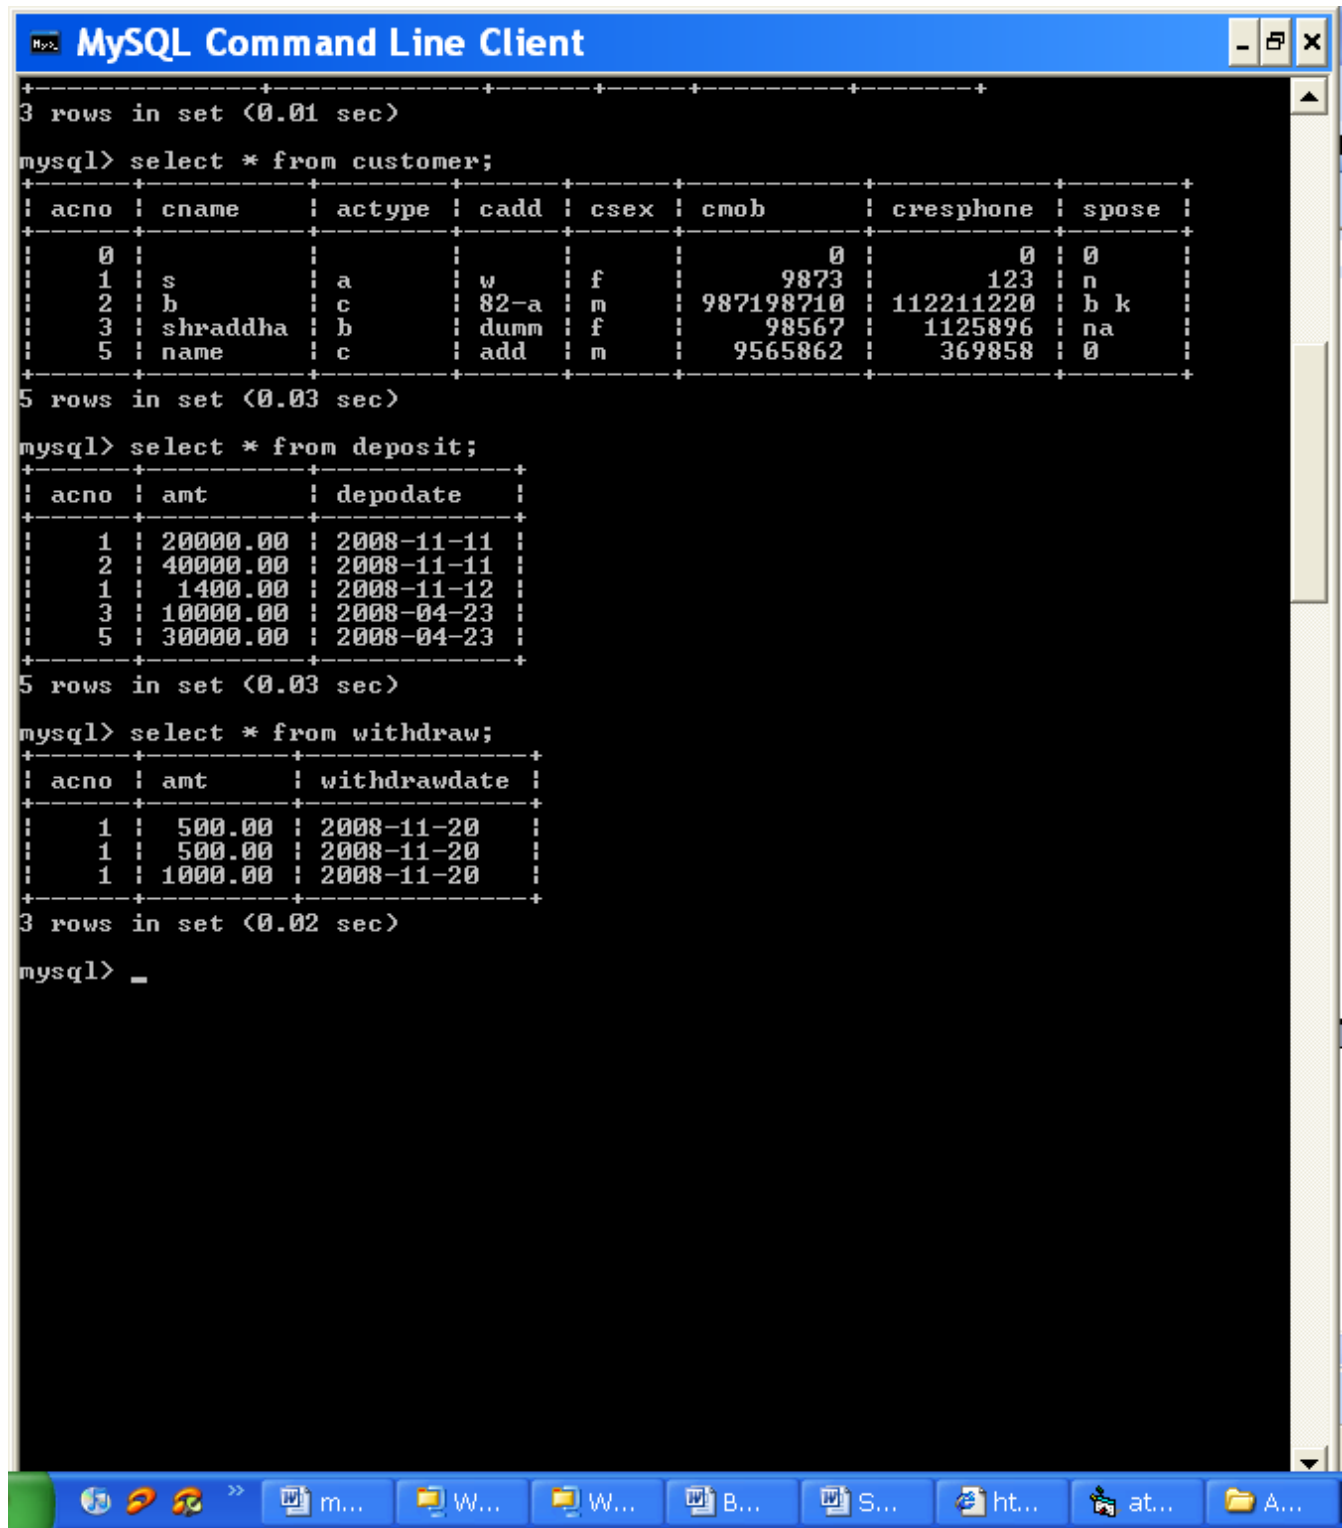 MySQL Command Line Client
+---------------+--------------+-------+-----+---------+-------+
3 rows in set (0.01 sec)
mysql> select * from customer;
+------+----------+---------+------+------+-----------+-----------+-------+
| acno | cname    | actype | cadd | csex | cmob      | cresphone | spose |
+------+----------+---------+------+------+-----------+-----------+-------+
|    0 |          |        |      |      |         0 |         0 | 0     |
|    1 | s        | a      | w    | f    |      9873 |       123 | n     |
|    2 | b        | c      | 82-a | m    | 987198710 | 112211220 | b k   |
|    3 | shraddha | b      | dumm | f    |     98567 |   1125896 | na    |
|    5 | name     | c      | add  | m    |   9565862 |    369858 | 0     |
+------+----------+---------+------+------+-----------+-----------+-------+
5 rows in set (0.03 sec)
mysql> select * from deposit;
+------+----------+------------+
| acno | amt      | depodate   |
+------+----------+------------+
|    1 | 20000.00 | 2008-11-11 |
|    2 | 40000.00 | 2008-11-11 |
|    1 |  1400.00 | 2008-11-12 |
|    3 | 10000.00 | 2008-04-23 |
|    5 | 30000.00 | 2008-04-23 |
+------+----------+------------+
5 rows in set (0.03 sec)
mysql> select * from withdraw;
+------+---------+--------------+
| acno | amt     | withdrawdate |
+------+---------+--------------+
|    1 |  500.00 | 2008-11-20   |
|    1 |  500.00 | 2008-11-20   |
|    1 | 1000.00 | 2008-11-20   |
+------+---------+--------------+
3 rows in set (0.02 sec)
mysql> _
» m... W... W... B... S... ht... at... A...